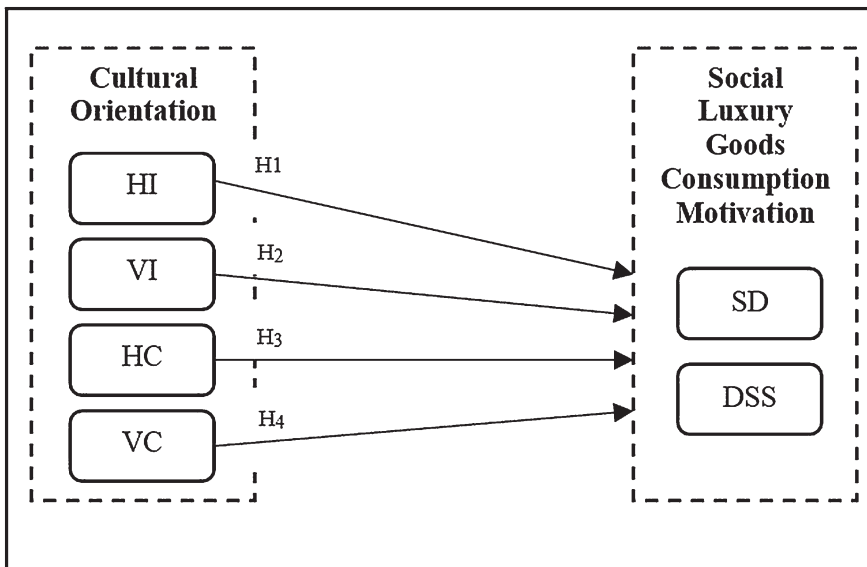 Cultural
Orientation
HI
VI
HC
VC
H1
H2
H3
H4
Social
Luxury
Goods
Consumption
Motivation
SD
DSS